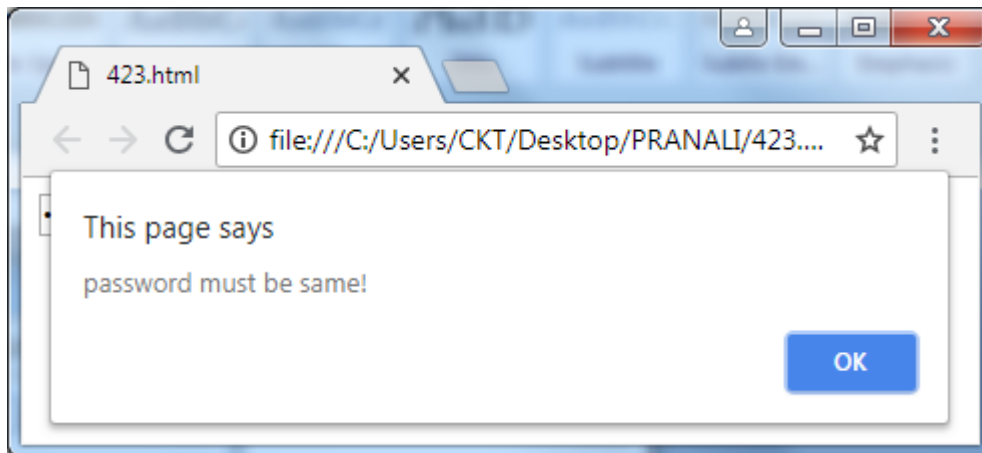 423.html
file:///C:/Users/CKT/Desktop/PRANALI/423....
This page says
password must be same!
OK